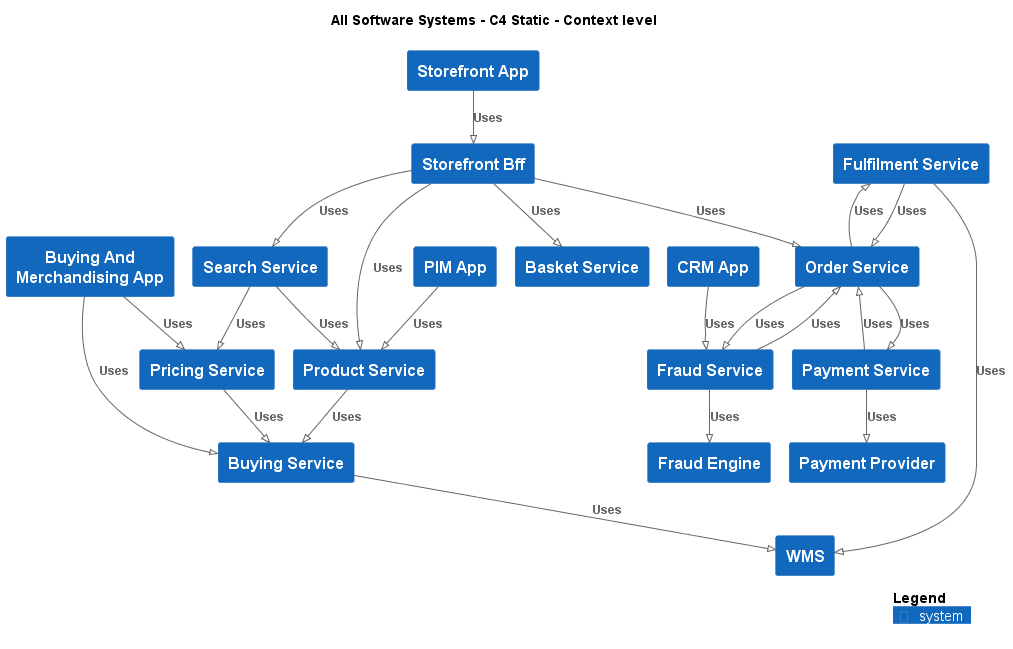 All Software Systems - C4 Static - Context level
Storefront App
Uses
Storefront Bff
Fulfilment Service
Uses
Uses
Uses
Uses
Uses
Buying And
Merchandising App
Search Service
Uses
PIM App
Basket Service
CRM App
Order Service
Uses
Uses
Uses
Uses
Uses
Uses
Uses
Uses
Uses
Uses
Uses
Pricing Service
Product Service
Fraud Service
Payment Service
Uses
Uses
Uses
Uses
Buying Service
Fraud Engine
Payment Provider
Uses
WMS
Legend
system